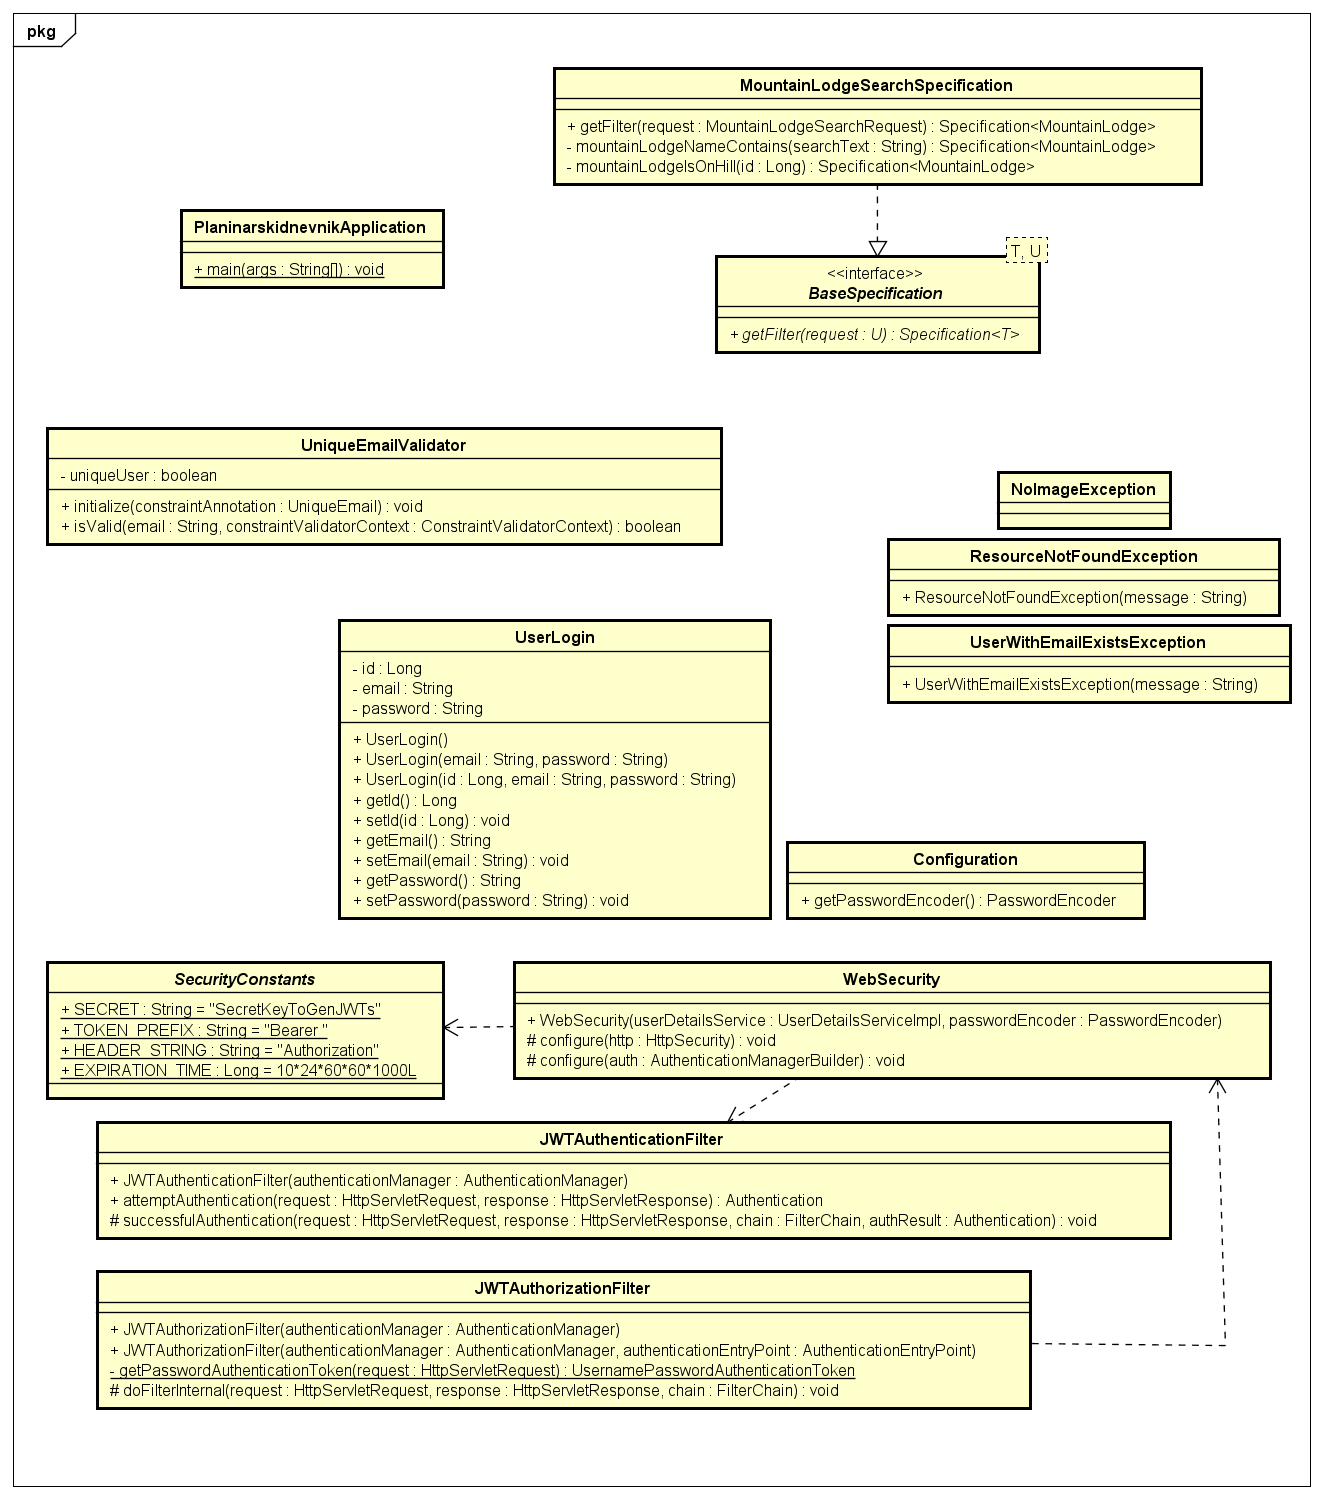 pkg
MountainLodgeSearchSpecification
+ getFilter(request : MountainLodgeSearchRequest) : Specification<MountainLodge>
- mountainLodgeNameContains(searchText : String) : Specification<MountainLodge>
- mountainLodgeIsOnHill(id : Long) : Specification<MountainLodge>
PlaninarskidnevnikApplication
+ main(args : String[]) : void
T, U
<<interface>>
BaseSpecification
+ getFilter(request : U) : Specification<T>
UniqueEmailValidator
- uniqueUser : boolean
+ initialize(constraintAnnotation : UniqueEmail) : void
+ isValid(email : String, constraintValidatorContext : ConstraintValidatorContext) : boolean
NoImageException
ResourceNotFoundException
+ ResourceNotFoundException(message : String)
UserWithEmailExistsException
+ UserWithEmailExistsException(message : String)
UserLogin
- id : Long
- email : String
- password : String
+ UserLogin()
+ UserLogin(email : String, password : String)
+ UserLogin(id : Long, email : String, password : String)
+ getId() : Long
+ setId(id : Long) : void
+ getEmail() : String
+ setEmail(email : String) : void
+ getPassword() : String
+ setPassword(password : String) : void
Configuration
+ getPasswordEncoder() : PasswordEncoder
SecurityConstants
+ SECRET : String = "SecretKeyToGenJWTs"
+ TOKEN_PREFIX : String = "Bearer "
+ HEADER_STRING : String = "Authorization"
+ EXPIRATION_TIME : Long = 10*24*60*60*1000L
WebSecurity
+ WebSecurity(userDetailsService : UserDetailsServiceImpl, passwordEncoder : PasswordEncoder)
# configure(http : HttpSecurity) : void
# configure(auth : AuthenticationManagerBuilder) : void
JWTAuthenticationFilter
+ JWTAuthenticationFilter(authenticationManager : AuthenticationManager)
+ attemptAuthentication(request : HttpServletRequest, response : HttpServletResponse) : Authentication
# successfulAuthentication(request : HttpServletRequest, response : HttpServletResponse, chain : FilterChain, authResult : Authentication) : void
JWTAuthorizationFilter
+ JWTAuthorizationFilter(authenticationManager : AuthenticationManager)
+ JWTAuthorizationFilter(authenticationManager : AuthenticationManager, authenticationEntryPoint : AuthenticationEntryPoint)
- getPasswordAuthenticationToken(request : HttpServletRequest) : UsernamePasswordAuthenticationToken
# doFilterInternal(request : HttpServletRequest, response : HttpServletResponse, chain : FilterChain) : void